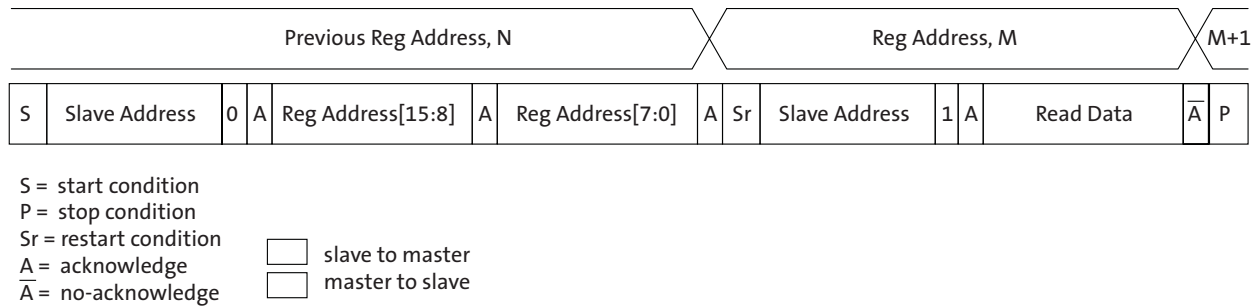 Previous Reg Address, N Reg Address, M M+1
S Slave Address 0 A Reg Address[15:8] A Reg Address[7:0] A Sr Slave Address 1 A Read Data A̅ P
S = start condition
P = stop condition
Sr = restart condition
A = acknowledge
A̅ = no-acknowledge
slave to master
master to slave